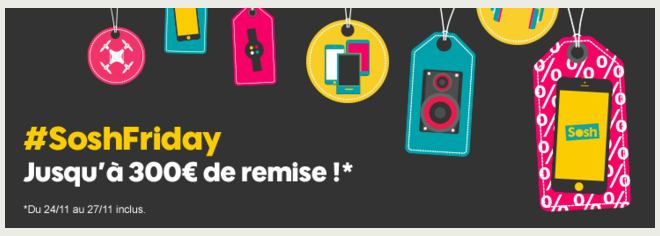 Sosh
#SoshFriday
Jusqu'à 300€ de remise !*
*Du 24/11 au 27/11 inclus.